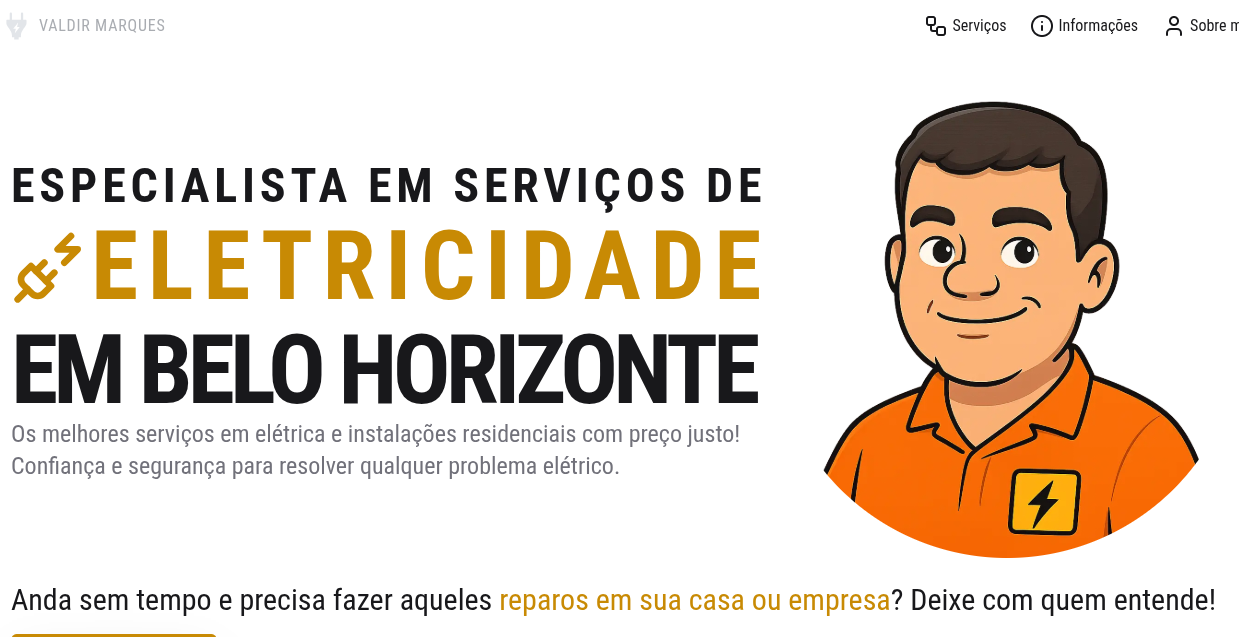 VALDIR MARQUES
Serviços
Informações
Sobre m
ESPECIALISTA EM SERVIÇOS DE
ELETRICIDADE
EM BELO HORIZONTE
Os melhores serviços em elétrica e instalações residenciais com preço justo!
Confiança e segurança para resolver qualquer problema elétrico.
Anda sem tempo e precisa fazer aqueles reparos em sua casa ou empresa? Deixe com quem entende!